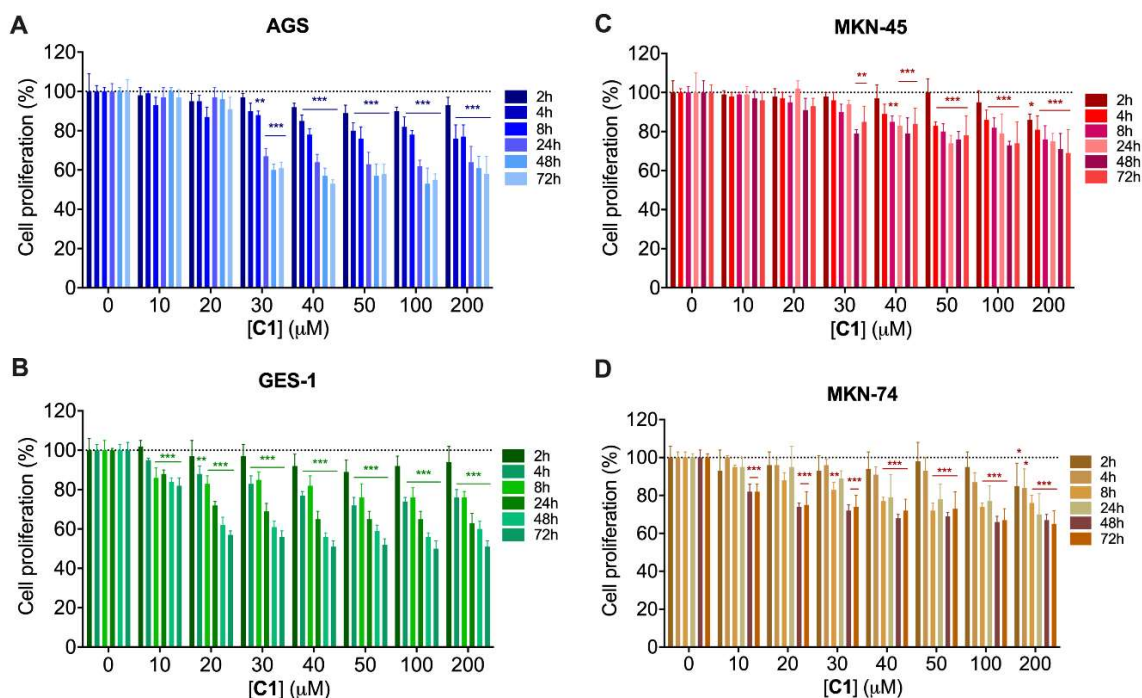 A
AGS
Cell proliferation (%)
120
100
80
60
40
20
0
** *** *** *** *** ***
0 10 20 30 40 50 100 200
[C1] (μM)
2h
4h
8h
24h
48h
72h
C
MKN-45
Cell proliferation (%)
120
100
80
60
40
20
0
** ** *** *** *** * ***
0 10 20 30 40 50 100 200
[C1] (μM)
2h
4h
8h
24h
48h
72h
B
GES-1
Cell proliferation (%)
120
100
80
60
40
20
0
*** ** *** *** *** *** *** ***
0 10 20 30 40 50 100 200
[C1] (μM)
2h
4h
8h
24h
48h
72h
D
MKN-74
Cell proliferation (%)
120
100
80
60
40
20
0
*** *** ** *** *** *** *** * * ***
0 10 20 30 40 50 100 200
[C1] (μM)
2h
4h
8h
24h
48h
72h